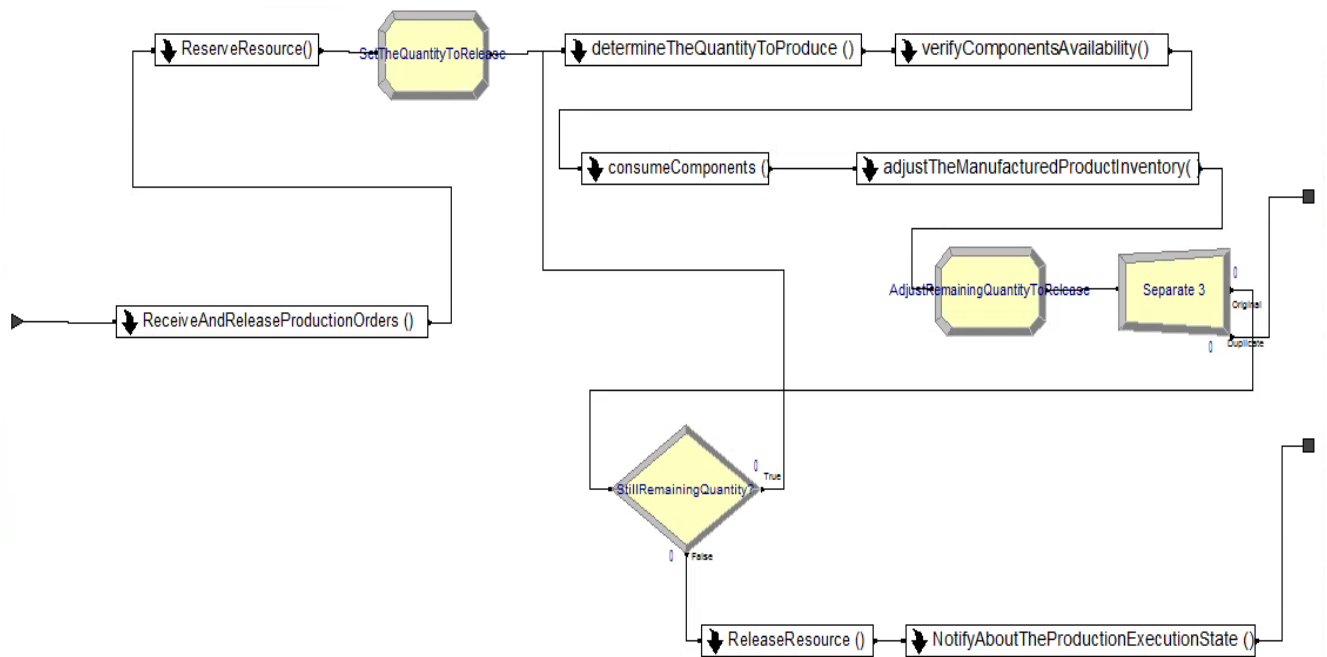 ReserveResource()
SetTheQuantityToRelease
determineTheQuantityToProduce ()
verifyComponentsAvailability()
consumeComponents ()
adjustTheManufacturedProductInventory(
AdjustRemainingQuantityToRelease
Separate 3
0
Original
0
Duplicate
ReceiveAndReleaseProductionOrders ()
StillRemainingQuantity?
0
True
0
False
ReleaseResource ()
NotifyAboutTheProductionExecutionState ()